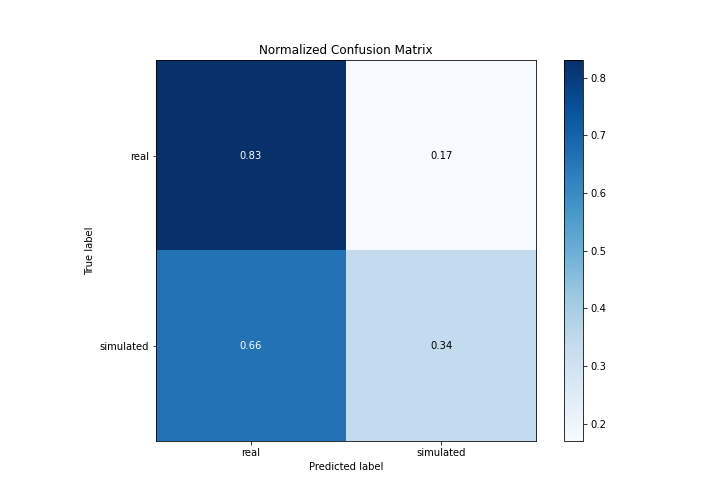 Normalized Confusion Matrix
real
0.83
0.17
simulated
0.66
0.34
real
simulated
True label
Predicted label
0.8
0.7
0.6
0.5
0.4
0.3
0.2